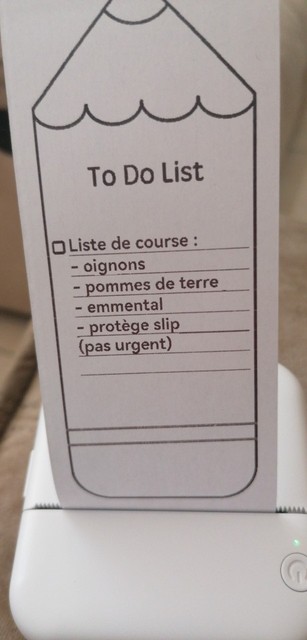 To Do List
Liste de course :
- oignons
- pommes de terre
- emmental
- protège slip
(pas urgent)